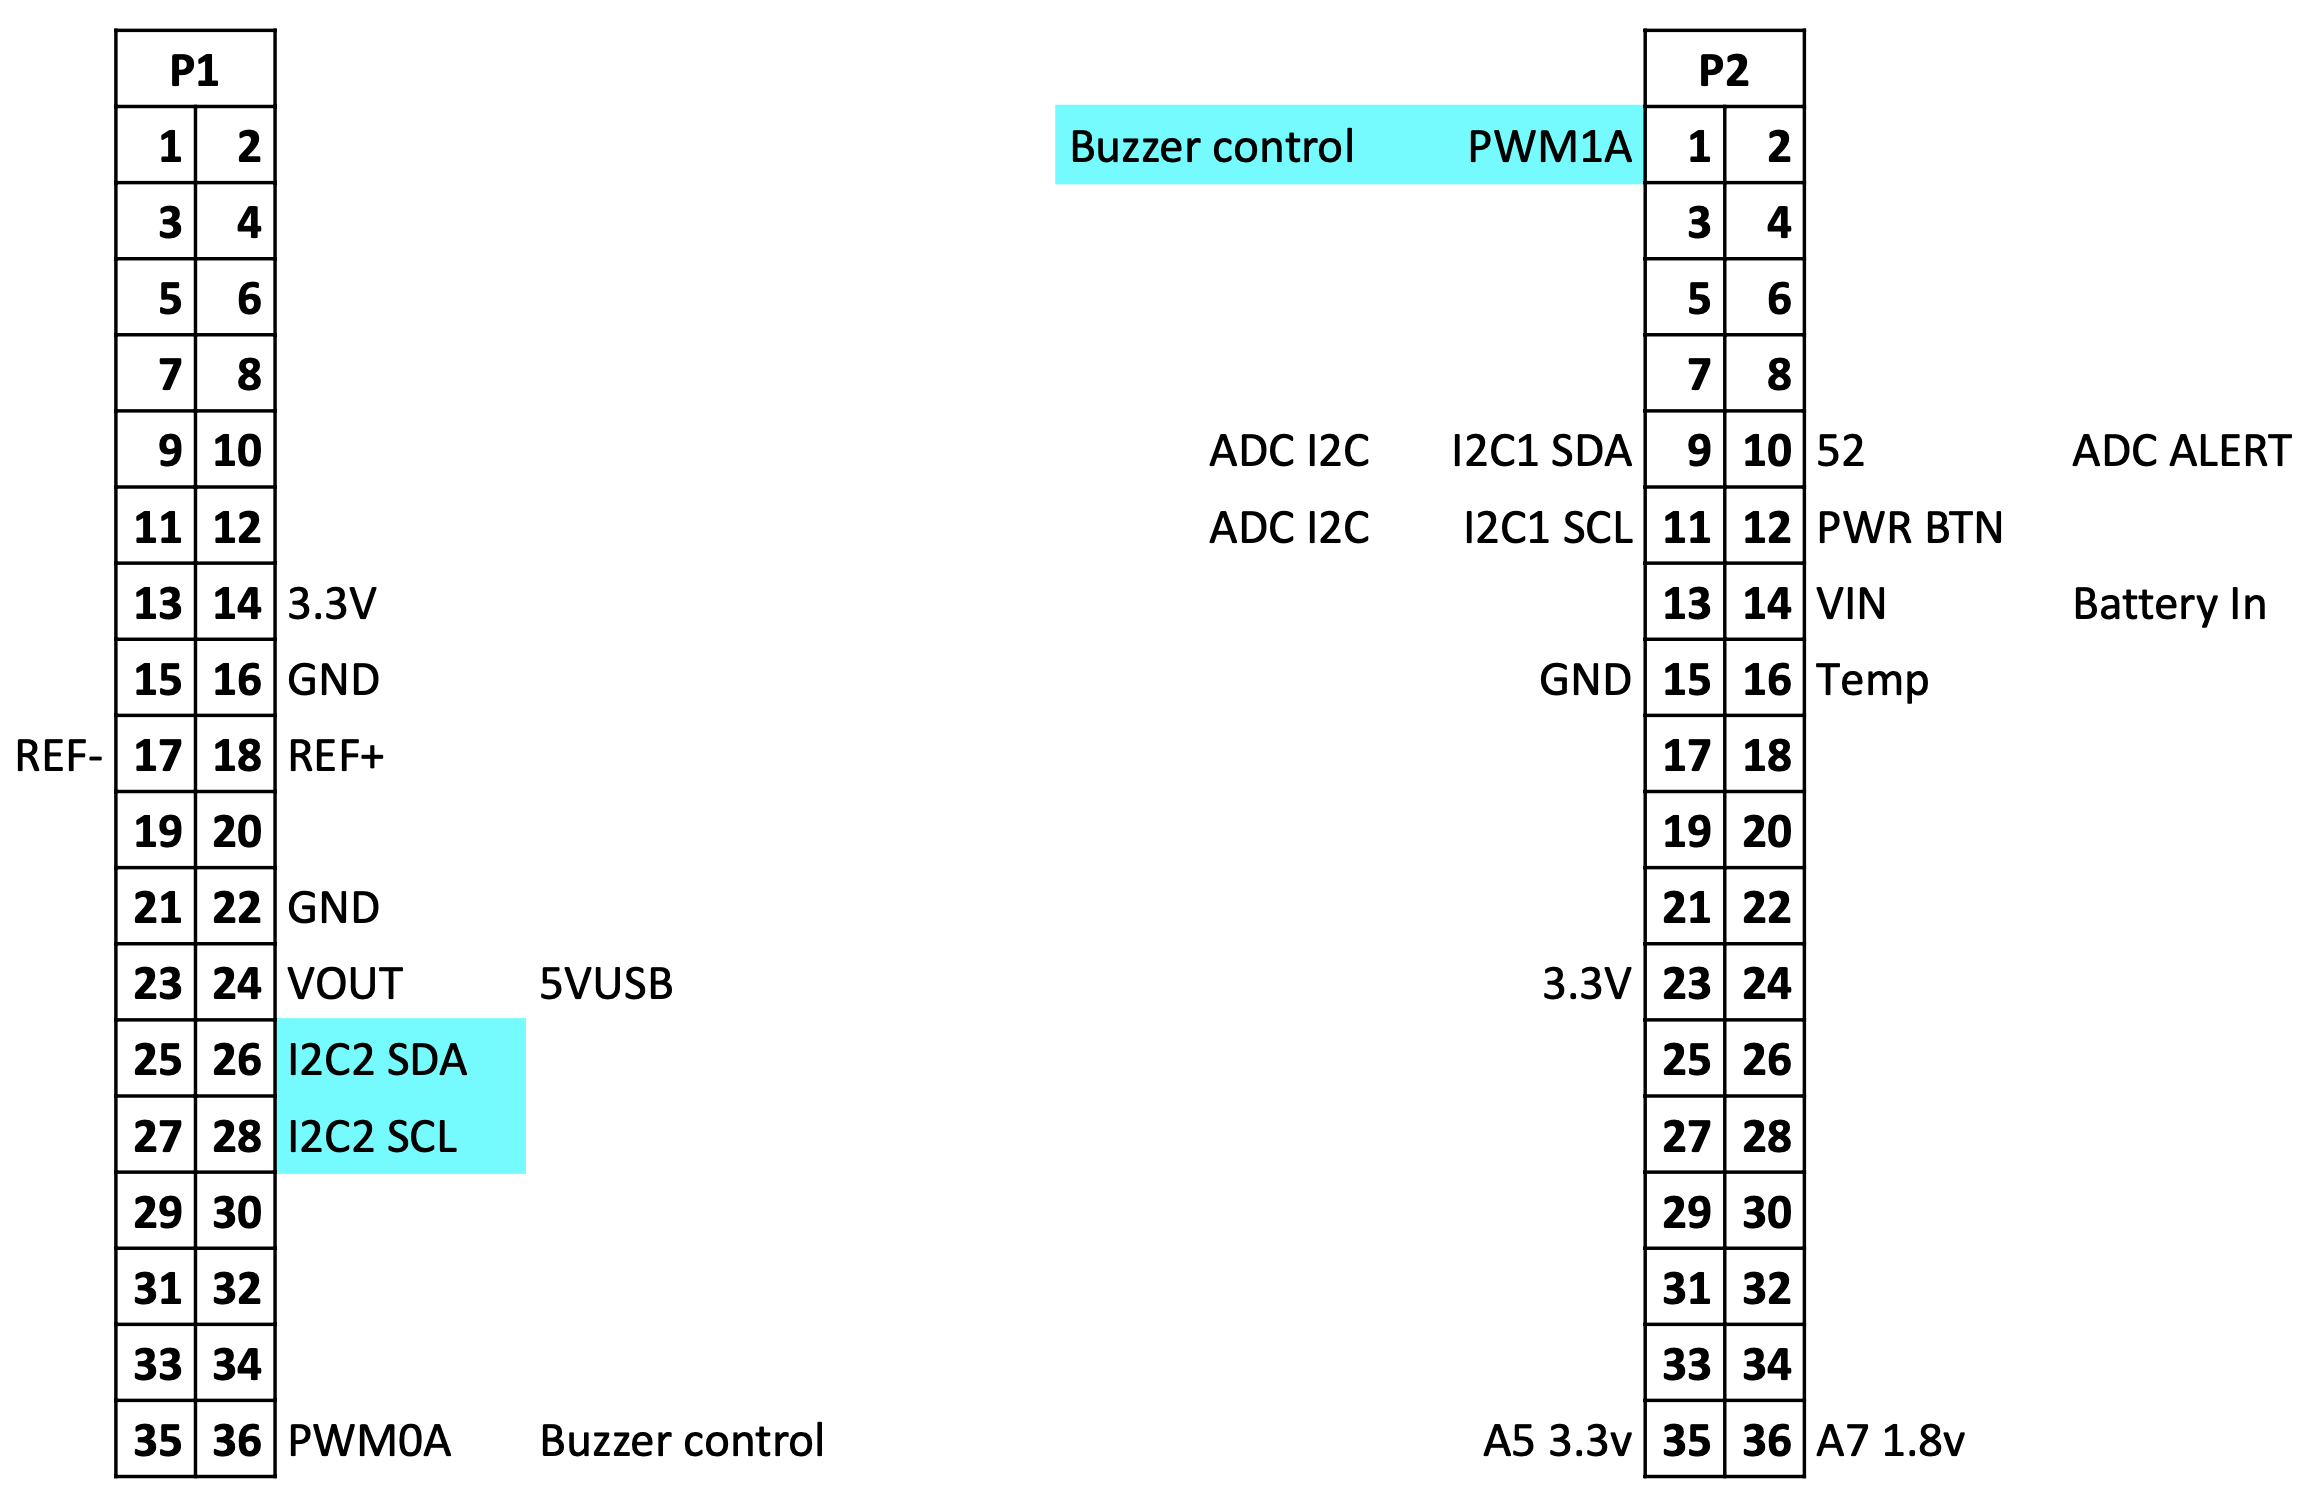 P1
1 2
3 4
5 6
7 8
9 10
11 12
13 14 3.3V
15 16 GND
REF- 17 18 REF+
19 20
21 22 GND
23 24 VOUT 5VUSB
25 26 I2C2 SDA
27 28 I2C2 SCL
29 30
31 32
33 34
35 36 PWM0A Buzzer control
P2
Buzzer control PWM1A 1 2
3 4
5 6
7 8
ADC I2C I2C1 SDA 9 10 52 ADC ALERT
ADC I2C I2C1 SCL 11 12 PWR BTN
13 14 VIN Battery In
GND 15 16 Temp
17 18
19 20
21 22
3.3V 23 24
25 26
27 28
29 30
31 32
33 34
A5 3.3v 35 36 A7 1.8v